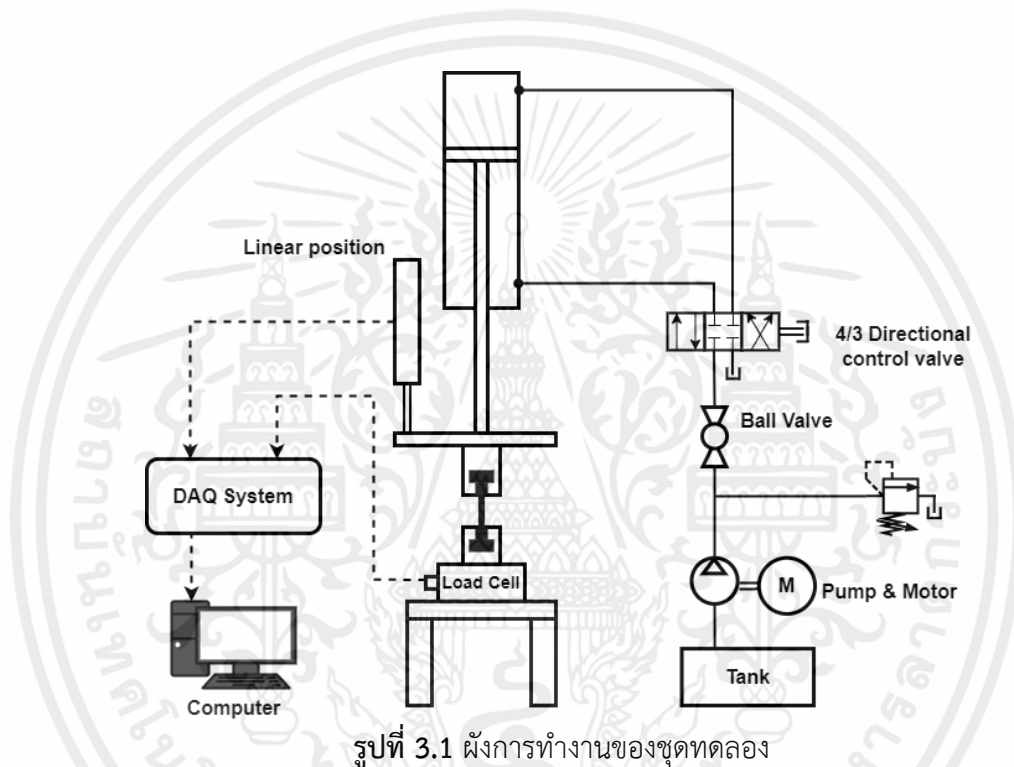 Linear position
4/3 Directional
control valve
Ball Valve
DAQ System
Load Cell
M
Pump & Motor
Tank
Computer
รูปที่ 3.1 ผังการทำงานของชุดทดลอง